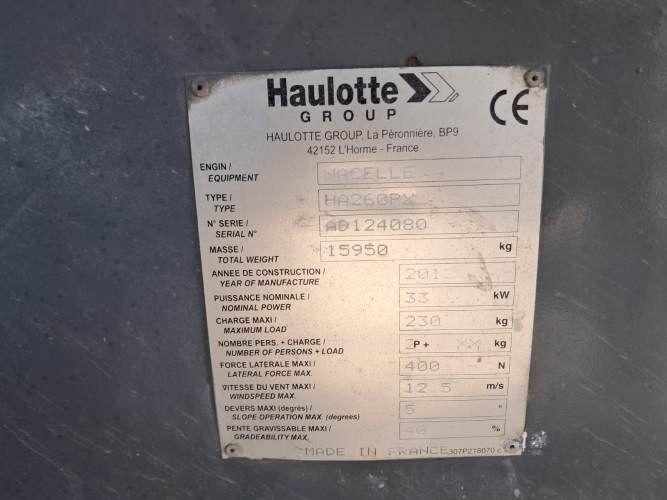 Haulotte
GROUP
CE
HAULOTTE GROUP, La Péronnière, BP9
42152 L'Horme - France
ENGIN / NACELLE
EQUIPMENT
TYPE / HA260PX
TYPE
N° SERIE / AD124080
SERIAL N°
MASSE / 15950 kg
TOTAL WEIGHT
ANNEE DE CONSTRUCTION /
YEAR OF MANUFACTURE
PUISSANCE NOMINALE / 33 kW
NOMINAL POWER
CHARGE MAXI / 230 kg
MAXIMUM LOAD
NOMBRE PERS. + CHARGE / 2 P + kg
NUMBER OF PERSONS + LOAD
FORCE LATERALE MAXI / 400 N
LATERAL FORCE MAX.
VITESSE DU VENT MAXI / 12.5 m/s
WINDSPEED MAX.
DEVERS MAXI (degrés) / 5 °
SLOPE OPERATION MAX. (degrees)
PENTE GRAVISSABLE MAXI / 40 %
GRADEABILITY MAX.
MADE IN FRANCE 307P216070 c